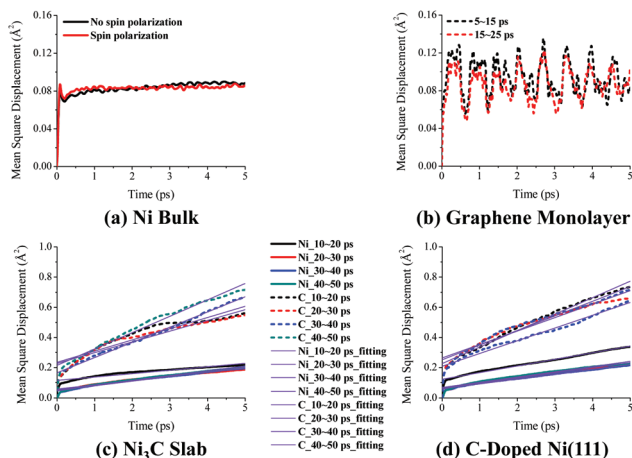 Mean Square Displacement (Å²)
0.16
0.12
0.08
0.04
0.00
No spin polarization
Spin polarization
0 1 2 3 4 5
Time (ps)
(a) Ni Bulk
Mean Square Displacement (Å²)
0.16
0.12
0.08
0.04
0.00
5~15 ps
15~25 ps
0 1 2 3 4 5
Time (ps)
(b) Graphene Monolayer
Mean Square Displacement (Å²)
1.0
0.8
0.6
0.4
0.2
0.0
0 1 2 3 4 5
Time (ps)
(c) Ni₃C Slab
Ni_10~20 ps
Ni_20~30 ps
Ni_30~40 ps
Ni_40~50 ps
C_10~20 ps
C_20~30 ps
C_30~40 ps
C_40~50 ps
Ni_10~20 ps_fitting
Ni_20~30 ps_fitting
Ni_30~40 ps_fitting
Ni_40~50 ps_fitting
C_10~20 ps_fitting
C_20~30 ps_fitting
C_30~40 ps_fitting
C_40~50 ps_fitting
Mean Square Displacement (Å²)
1.0
0.8
0.6
0.4
0.2
0.0
0 1 2 3 4 5
Time (ps)
(d) C-Doped Ni(111)